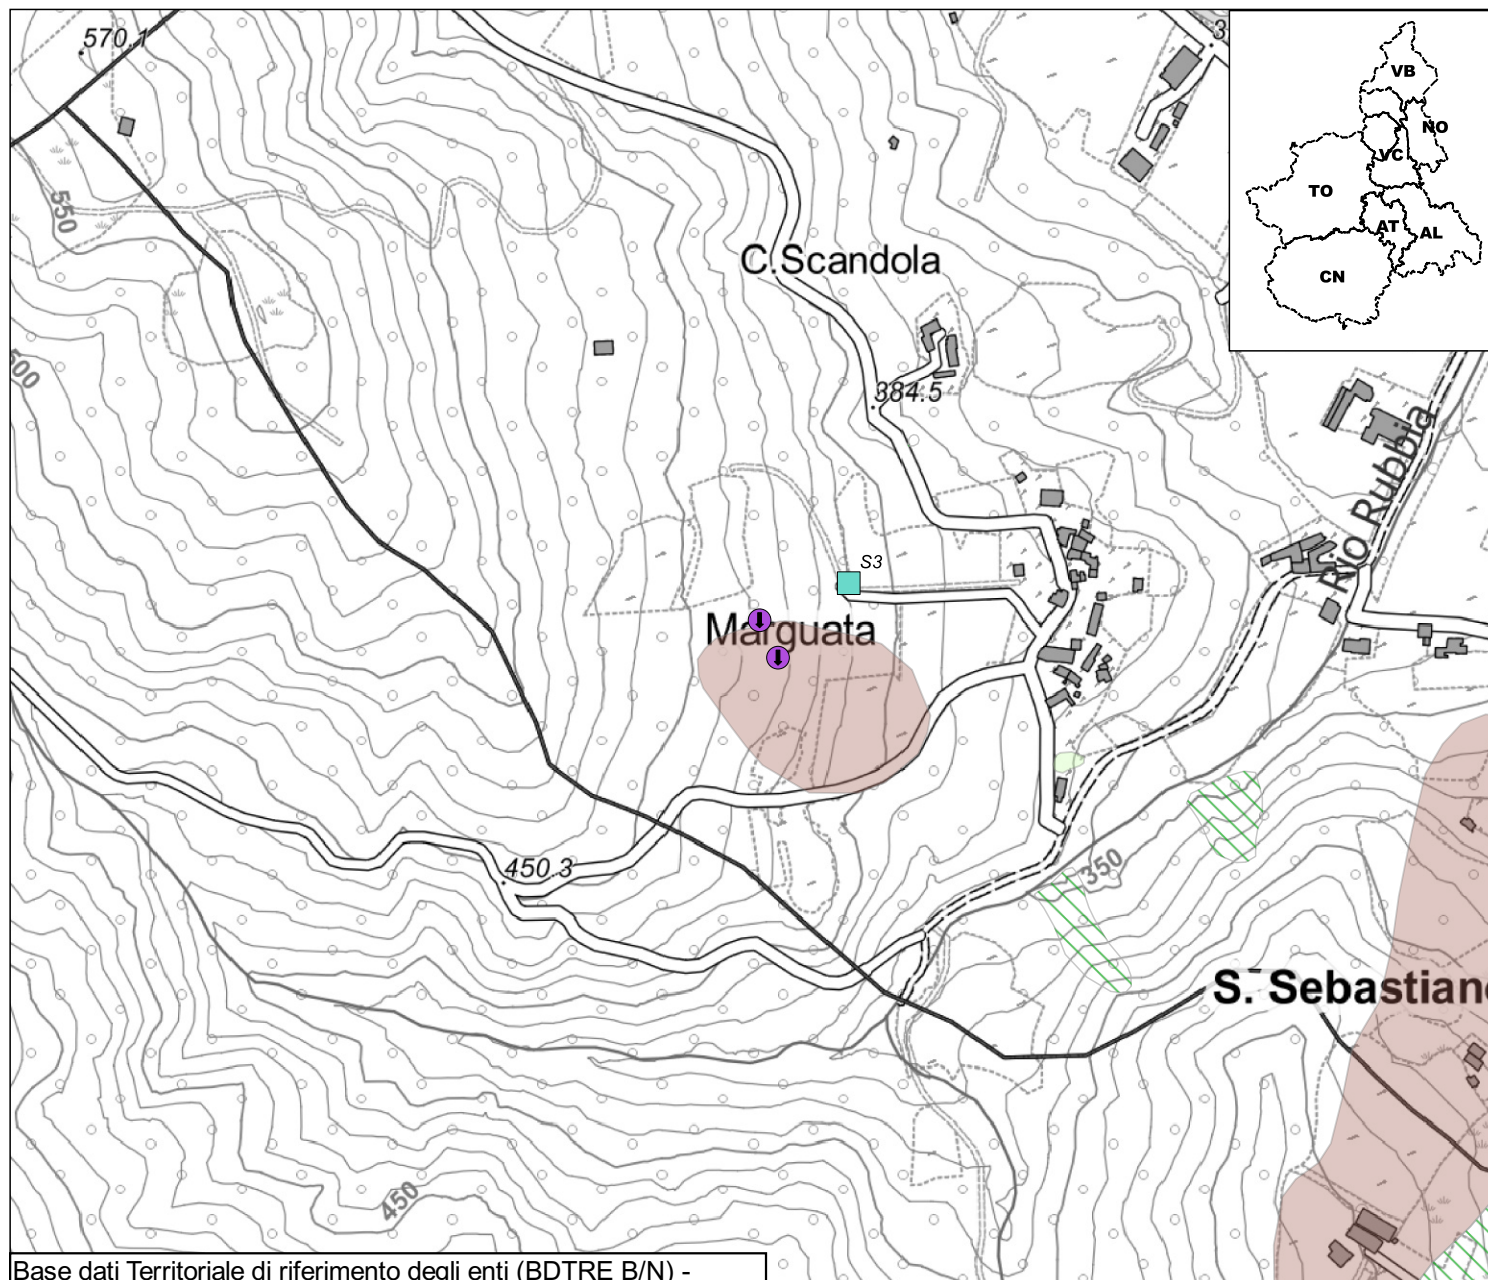 570.1
3
VB
NO
VC
TO
AT
AL
CN
550
C.Scandola
500
384.5
Rio Rubbia
S3
Marguata
450.3
350
S. Sebastiano
450
Base dati Territoriale di riferimento degli enti (BDTRE B/N) -